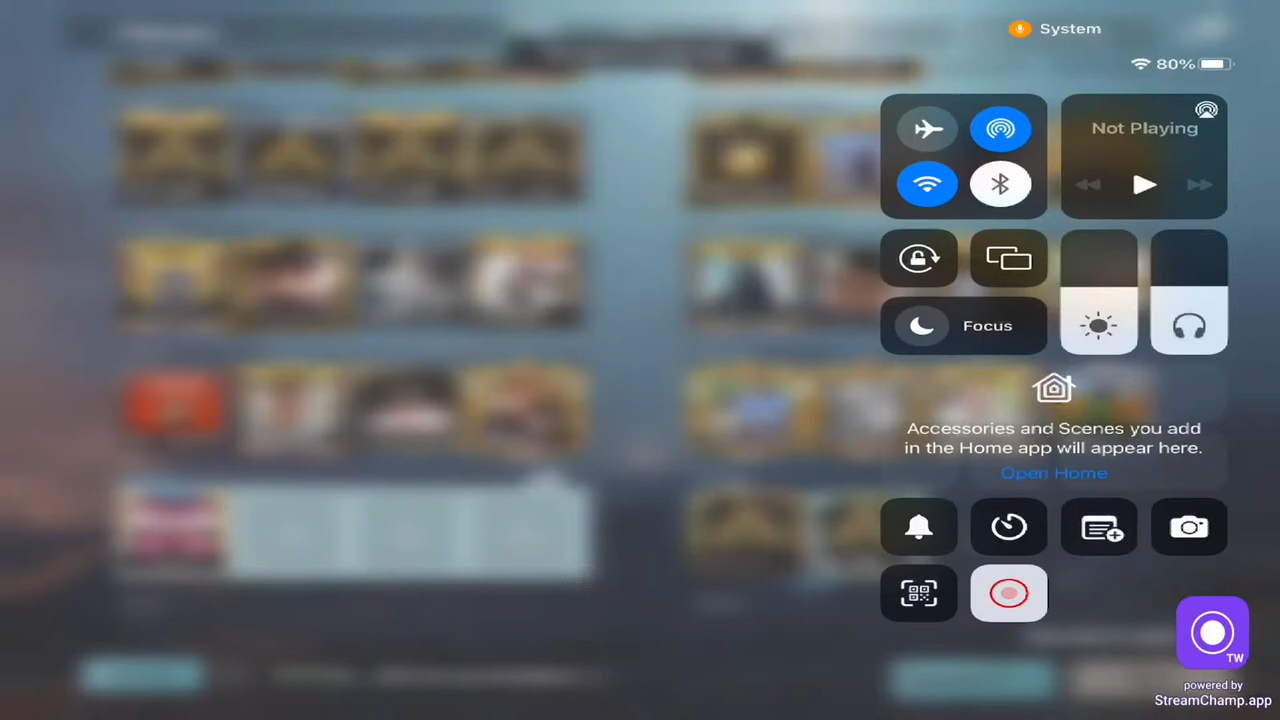 System
80%
Not Playing
Focus
Accessories and Scenes you add
in the Home app will appear here.
Open Home
TW
powered by
StreamChamp.app